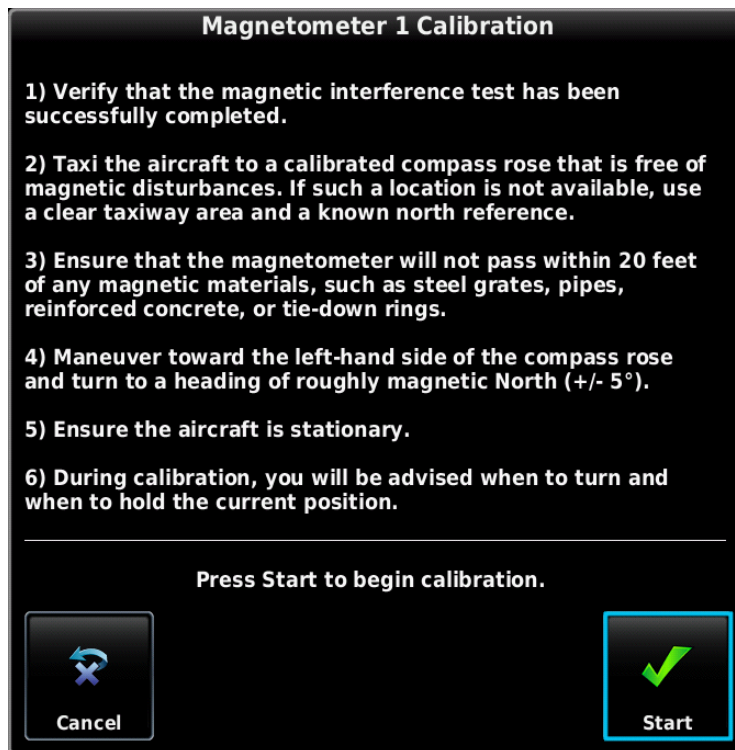 Magnetometer 1 Calibration
1) Verify that the magnetic interference test has been
successfully completed.
2) Taxi the aircraft to a calibrated compass rose that is free of
magnetic disturbances. If such a location is not available, use
a clear taxiway area and a known north reference.
3) Ensure that the magnetometer will not pass within 20 feet
of any magnetic materials, such as steel grates, pipes,
reinforced concrete, or tie-down rings.
4) Maneuver toward the left-hand side of the compass rose
and turn to a heading of roughly magnetic North (+/- 5°).
5) Ensure the aircraft is stationary.
6) During calibration, you will be advised when to turn and
when to hold the current position.
Press Start to begin calibration.
Cancel
Start